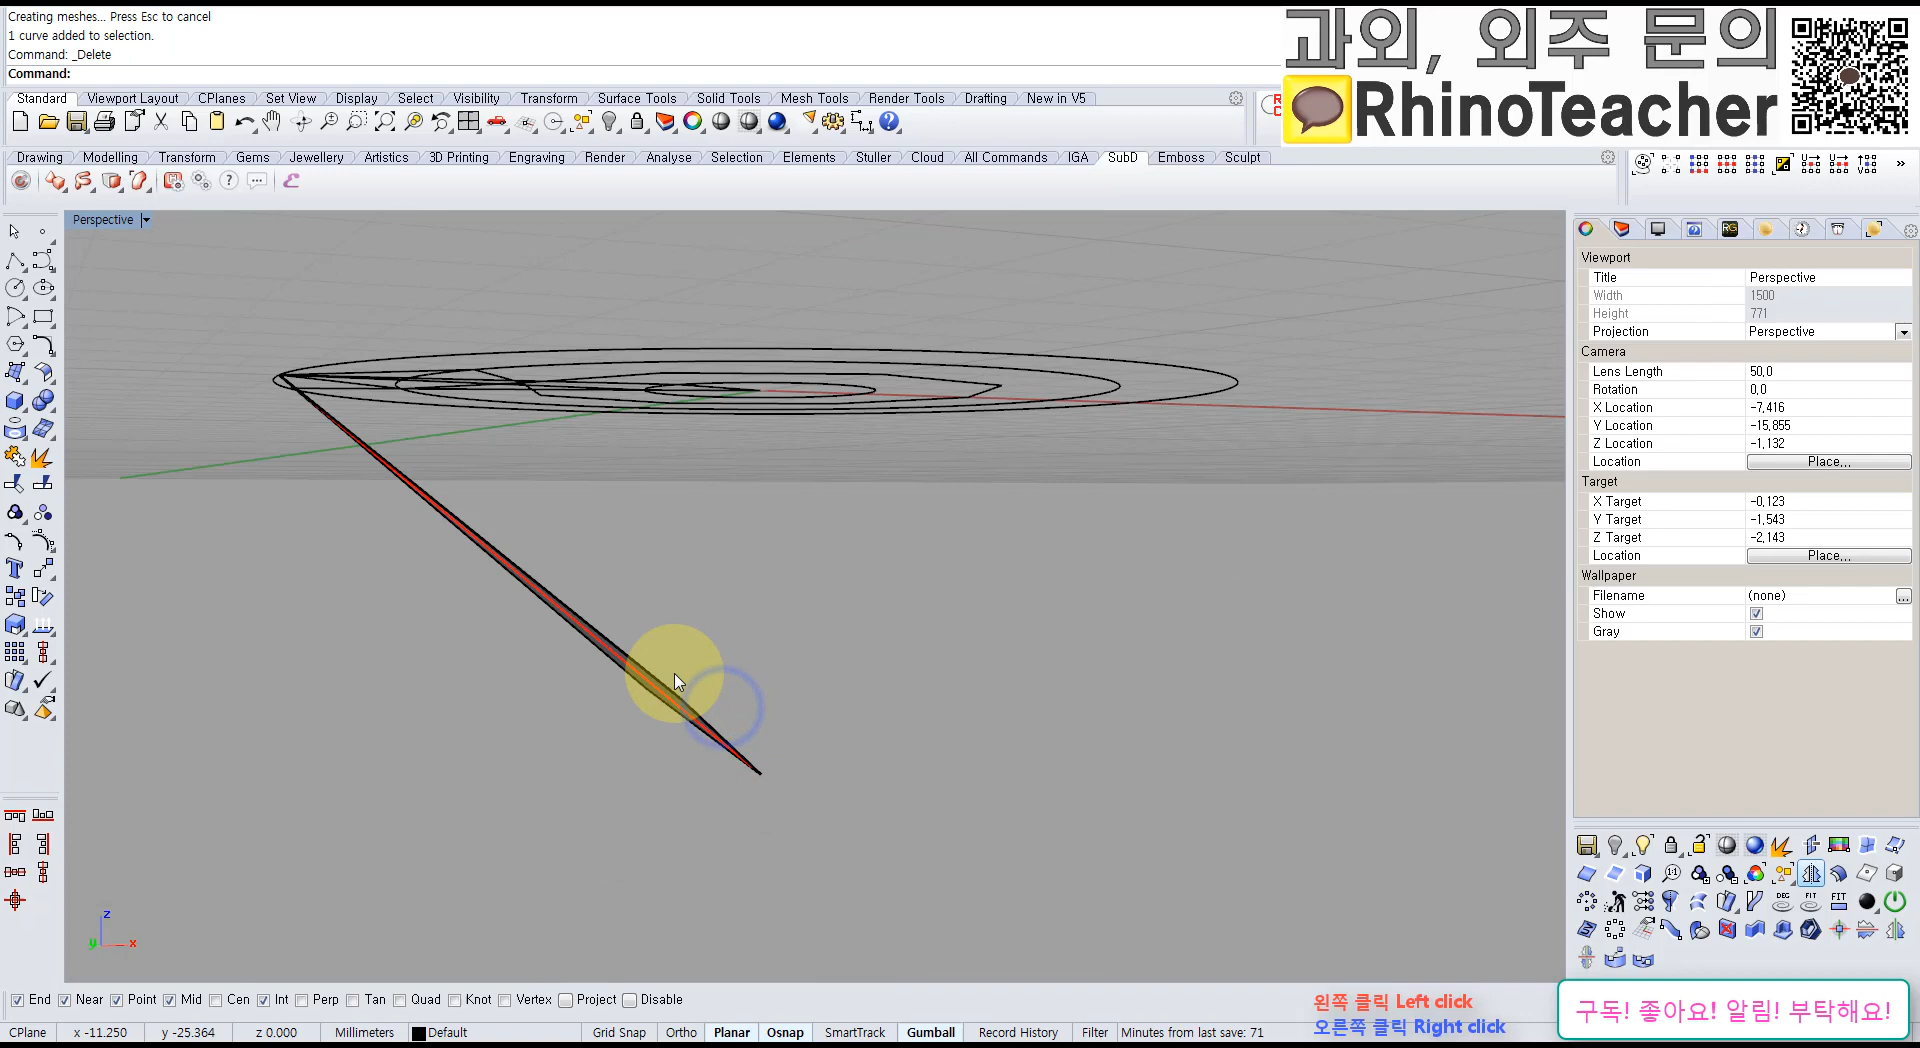 Creating meshes... Press Esc to cancel
1 curve added to selection.
Command: _Delete
Command:
과외, 외주 문의
RhinoTeacher
Standard Viewport Layout CPlanes Set View Display Select Visibility Transform Surface Tools Solid Tools Mesh Tools Render Tools Drafting New in V5
Drawing Modelling Transform Gems Jewellery Artistics 3D Printing Engraving Render Analyse Selection Elements Stuller Cloud All Commands IGA SubD Emboss Sculpt
Perspective
Viewport
Title Perspective
Width 1500
Height 771
Projection Perspective
Camera
Lens Length 50,0
Rotation 0,0
X Location -7,416
Y Location -15,855
Z Location -1,132
Location Place...
Target
X Target -0,123
Y Target -1,543
Z Target -2,143
Location Place...
Wallpaper
Filename (none) ...
Show
Gray
z
y x
End Near Point Mid Cen Int Perp Tan Quad Knot Vertex Project Disable
왼쪽 클릭 Left click
오른쪽 클릭 Right click
구독! 좋아요! 알림! 부탁해요!
CPlane x -11.250 y -25.364 z 0.000 Millimeters Default Grid Snap Ortho Planar Osnap SmartTrack Gumball Record History Filter Minutes from last save: 71